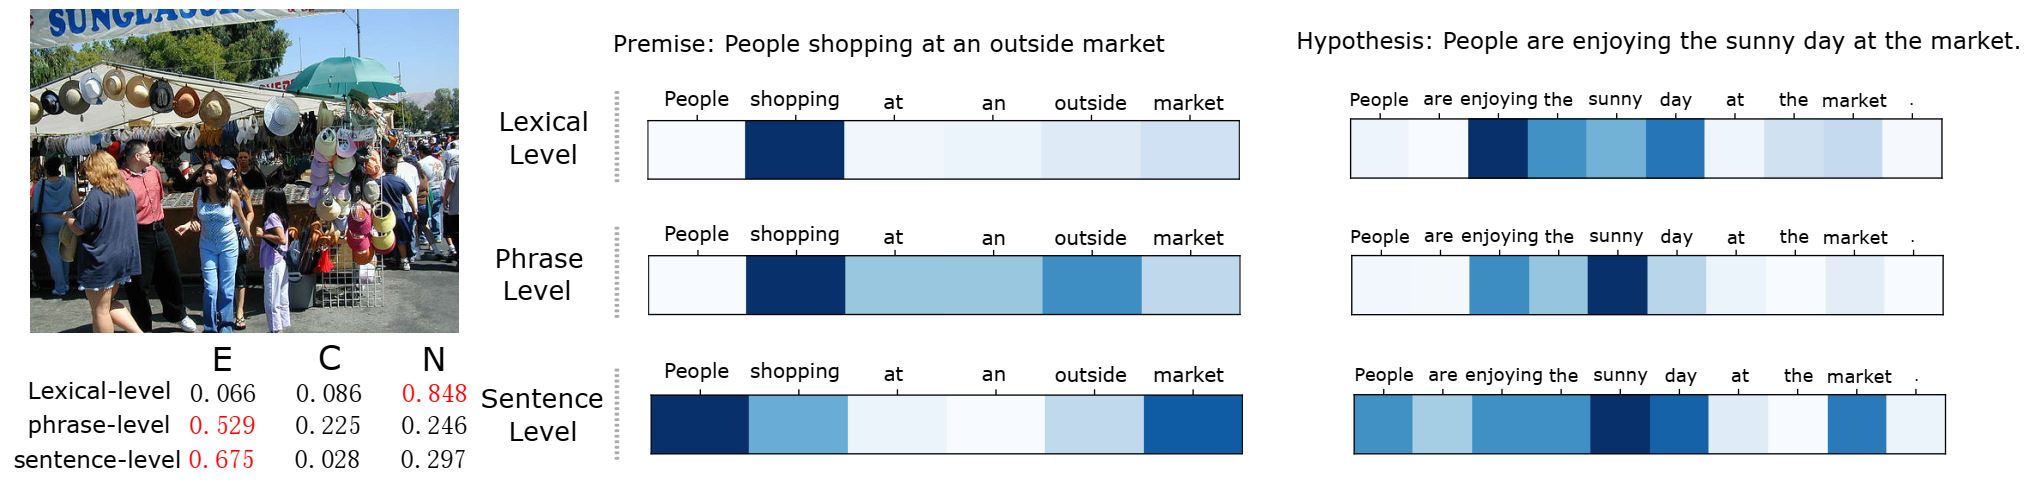 SUNGLASSES
Premise: People shopping at an outside market
Hypothesis: People are enjoying the sunny day at the market.
Lexical
Level
People shopping at an outside market
People are enjoying the sunny day at the market .
Phrase
Level
People shopping at an outside market
People are enjoying the sunny day at the market .
Sentence
Level
People shopping at an outside market
People are enjoying the sunny day at the market .
E C N
Lexical-level 0.066 0.086 0.848
phrase-level 0.529 0.225 0.246
sentence-level 0.675 0.028 0.297